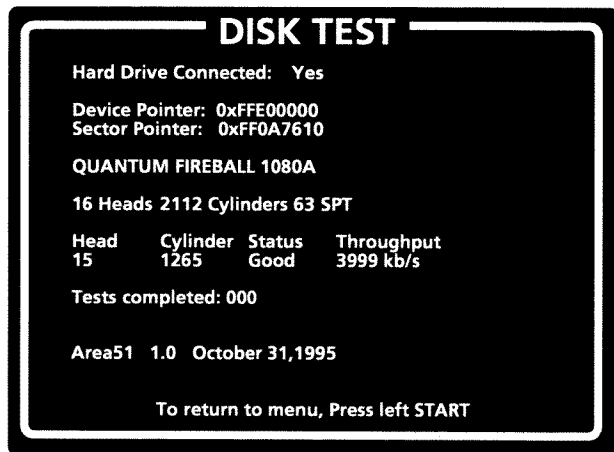 DISK TEST
Hard Drive Connected: Yes
Device Pointer: 0xFFE00000
Sector Pointer: 0xFF0A7610
QUANTUM FIREBALL 1080A
16 Heads 2112 Cylinders 63 SPT
Head Cylinder Status Throughput
15 1265 Good 3999 kb/s
Tests completed: 000
Area51 1.0 October 31,1995
To return to menu, Press left START